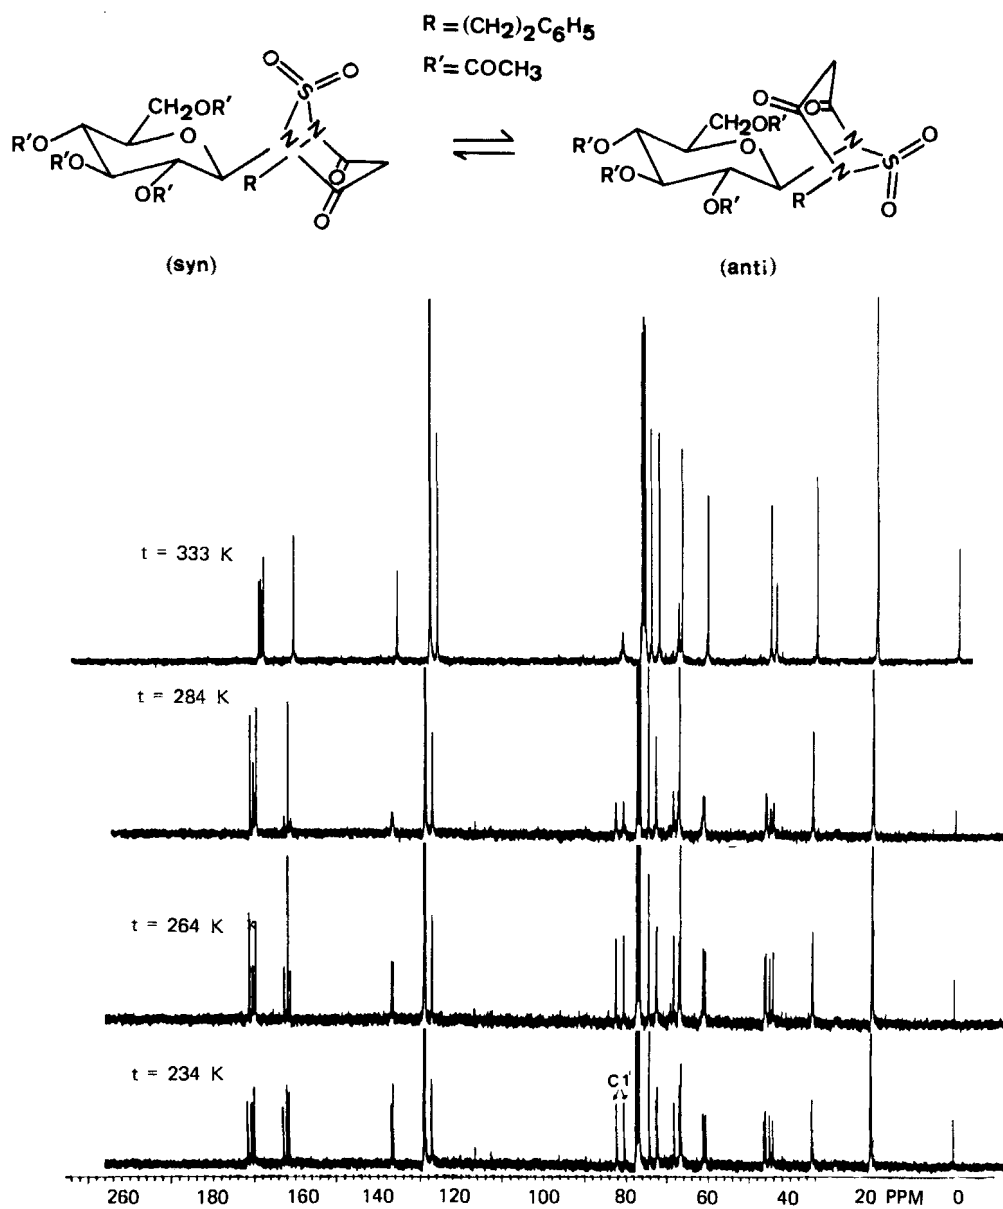 R = (CH2)2C6H5
R' = COCH3
O
O
S
CH2OR'
R'O
O
N
N
R'O
OR'
R
O
O
(syn)
O
O
CH2OR'
R'O
O
N
O
R'O
N
S
OR'
R
O
(anti)
t = 333 K
t = 284 K
t = 264 K
t = 234 K
C1'
260 180 160 140 120 100 80 60 40 20 PPM 0